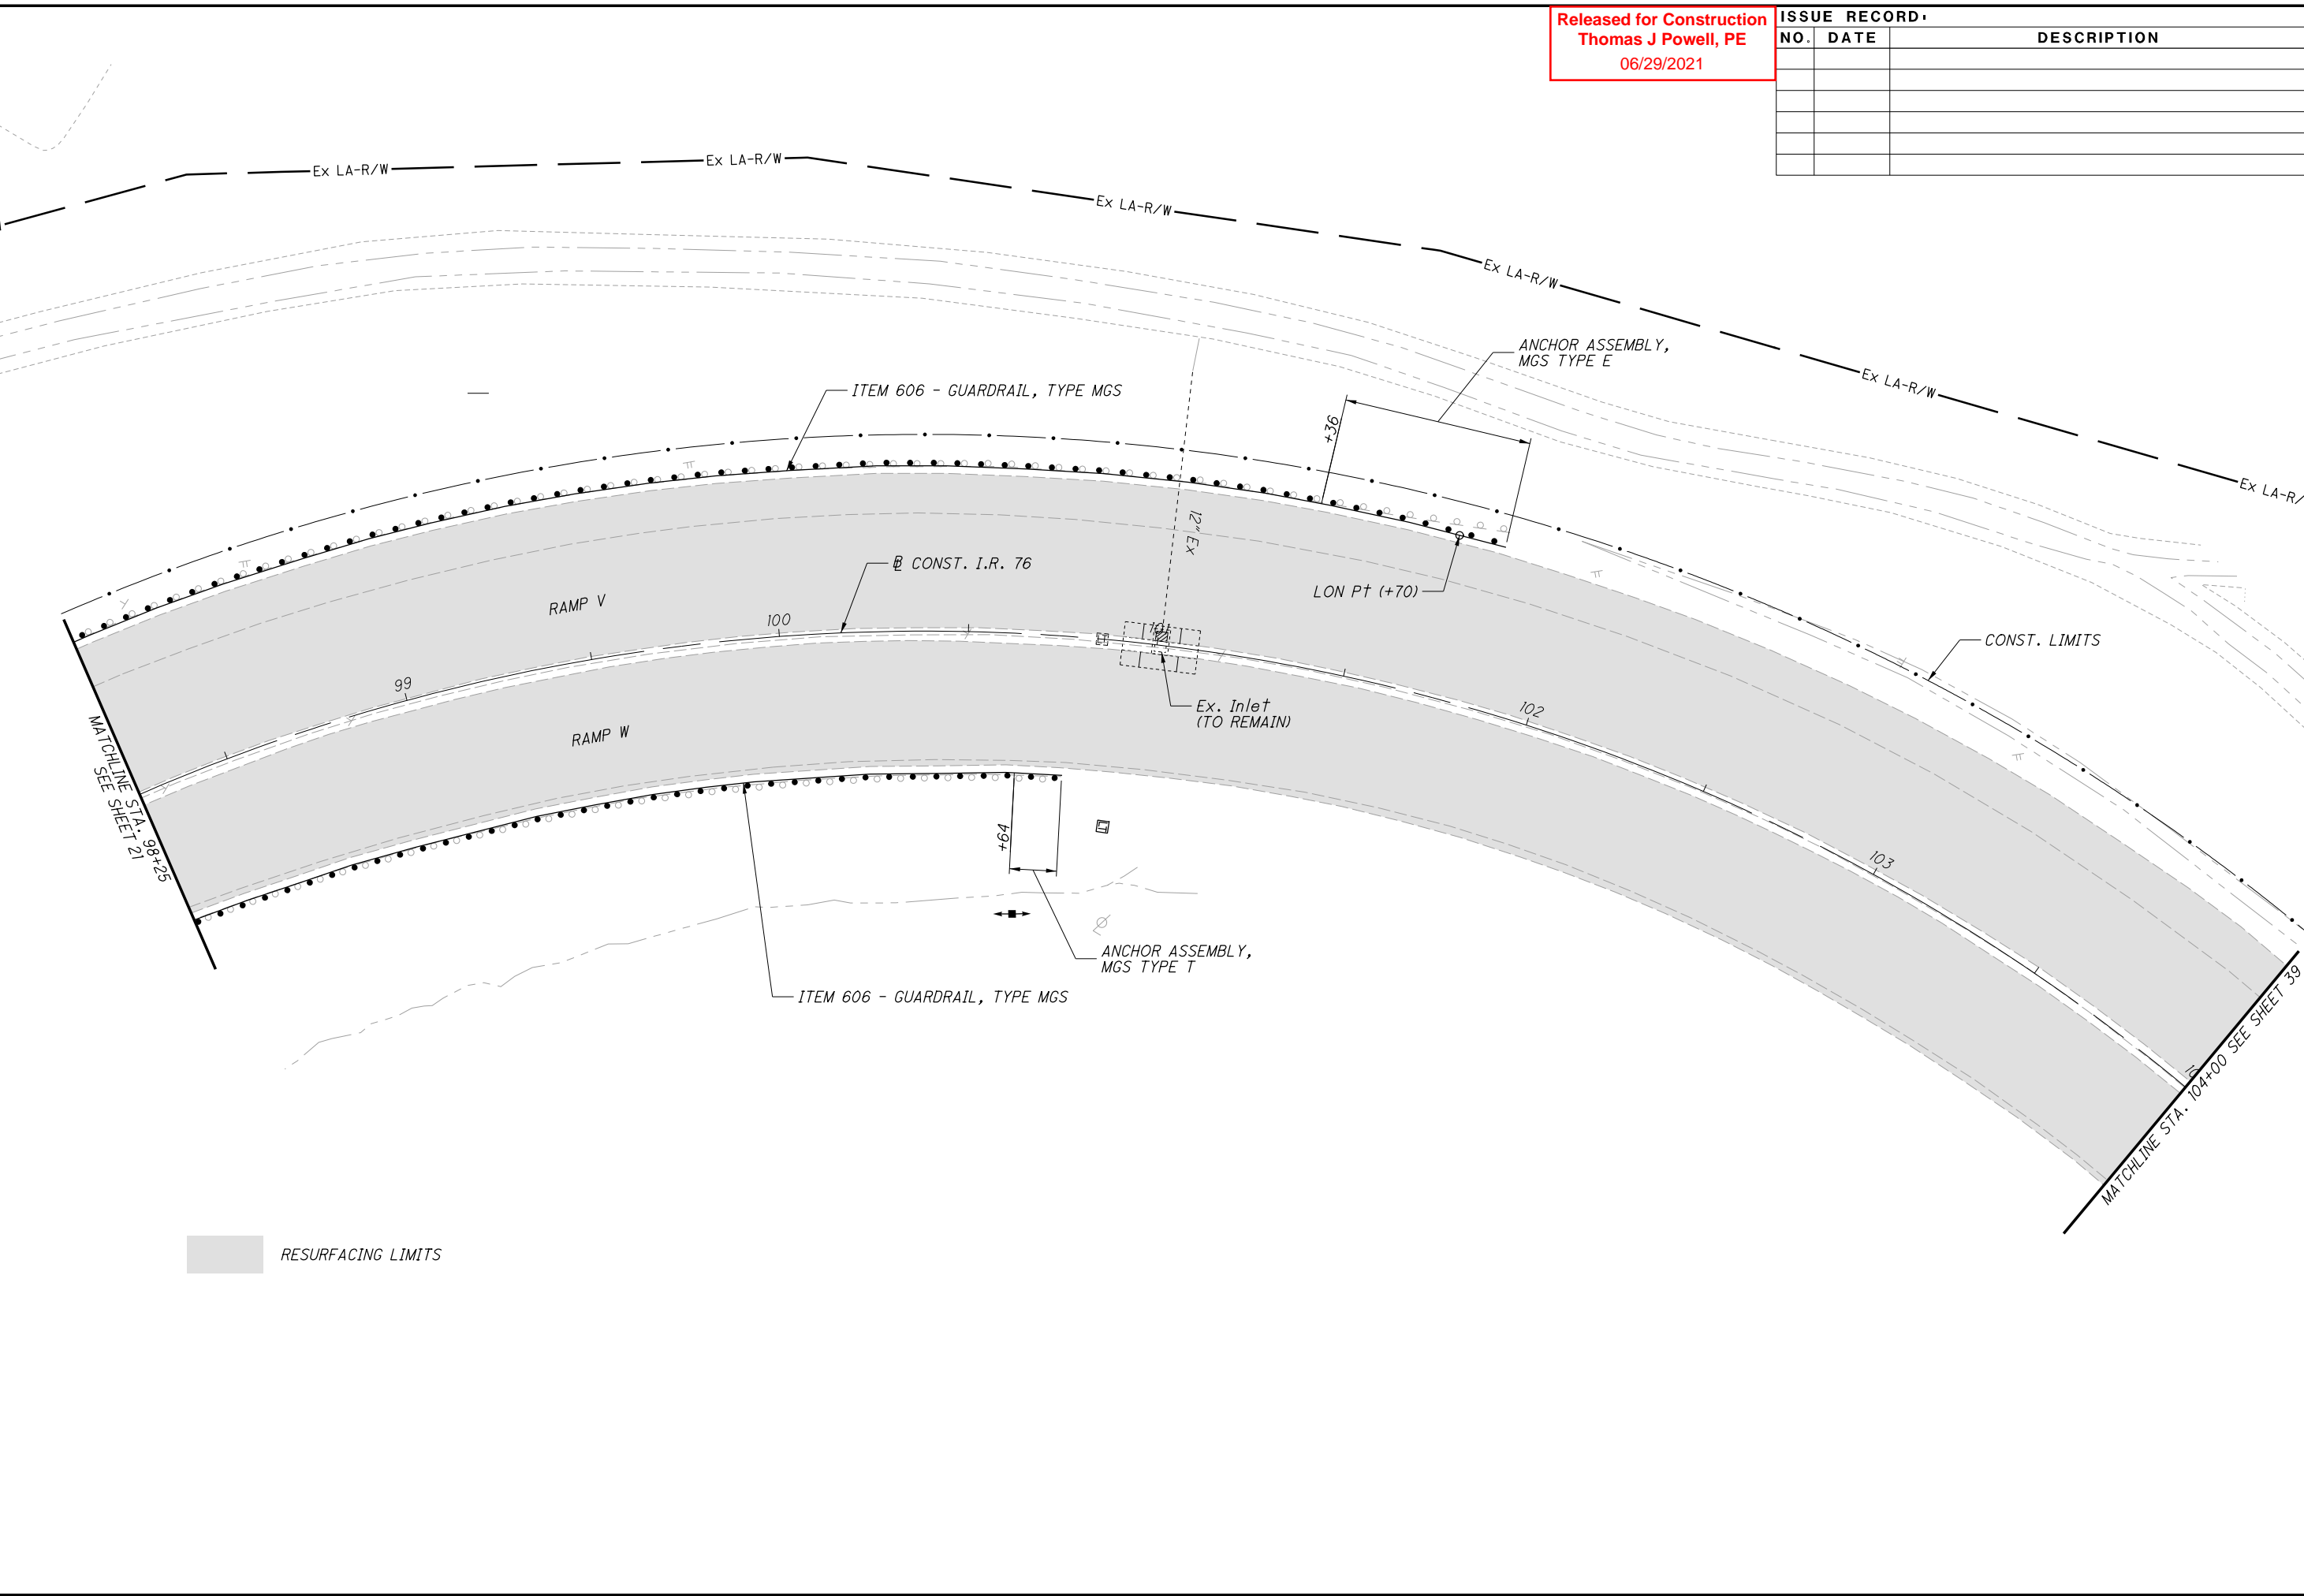 Released for Construction
Thomas J Powell, PE
06/29/2021
ISSUE RECORD:
NO. DATE DESCRIPTION
Ex LA-R/W
Ex LA-R/W
Ex LA-R/W
Ex LA-R/W
Ex LA-R/W
Ex LA-R/
ANCHOR ASSEMBLY,
MGS TYPE E
ITEM 606 - GUARDRAIL, TYPE MGS
+36
12" Ex
℄ CONST. I.R. 76
LON Pt (+70)
RAMP V
100
101
CONST. LIMITS
99
Ex. Inlet
(TO REMAIN)
102
RAMP W
MATCHLINE STA. 98+25
SEE SHEET 21
+64
103
ANCHOR ASSEMBLY,
MGS TYPE T
ITEM 606 - GUARDRAIL, TYPE MGS
10
MATCHLINE STA. 104+00 SEE SHEET 39
RESURFACING LIMITS